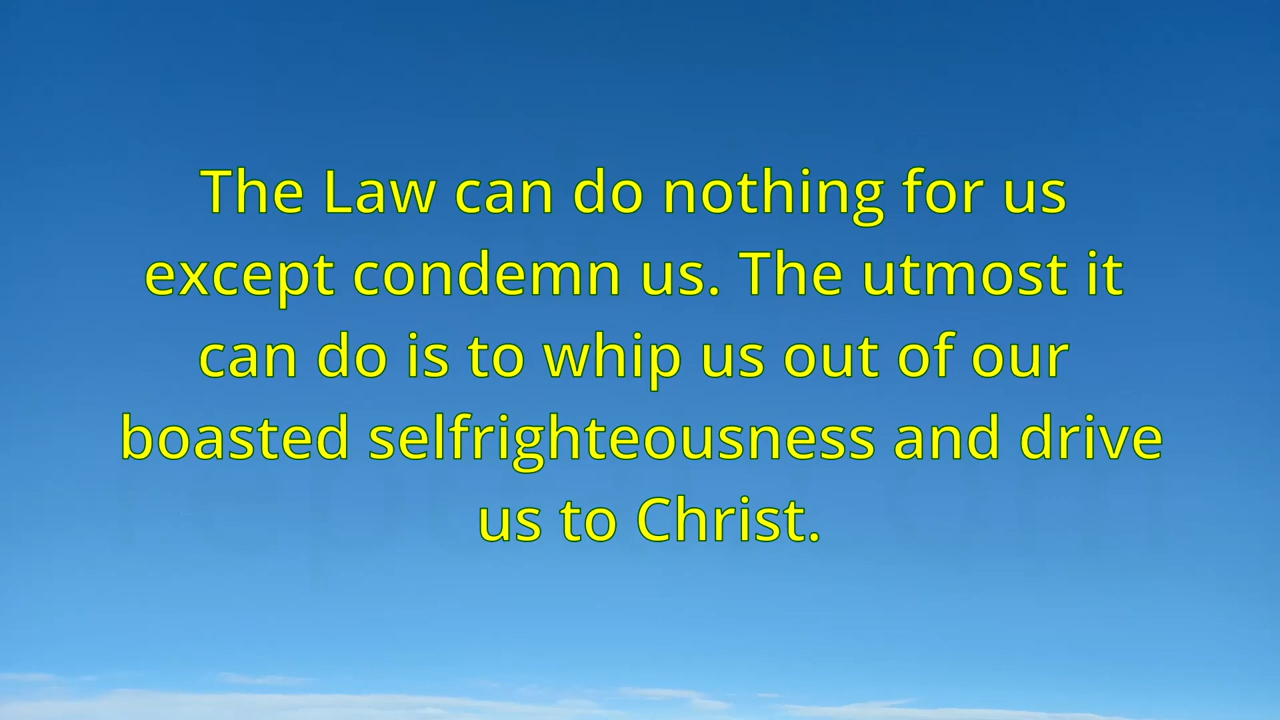 The Law can do nothing for us
except condemn us. The utmost it
can do is to whip us out of our
boasted selfrighteousness and drive
us to Christ.